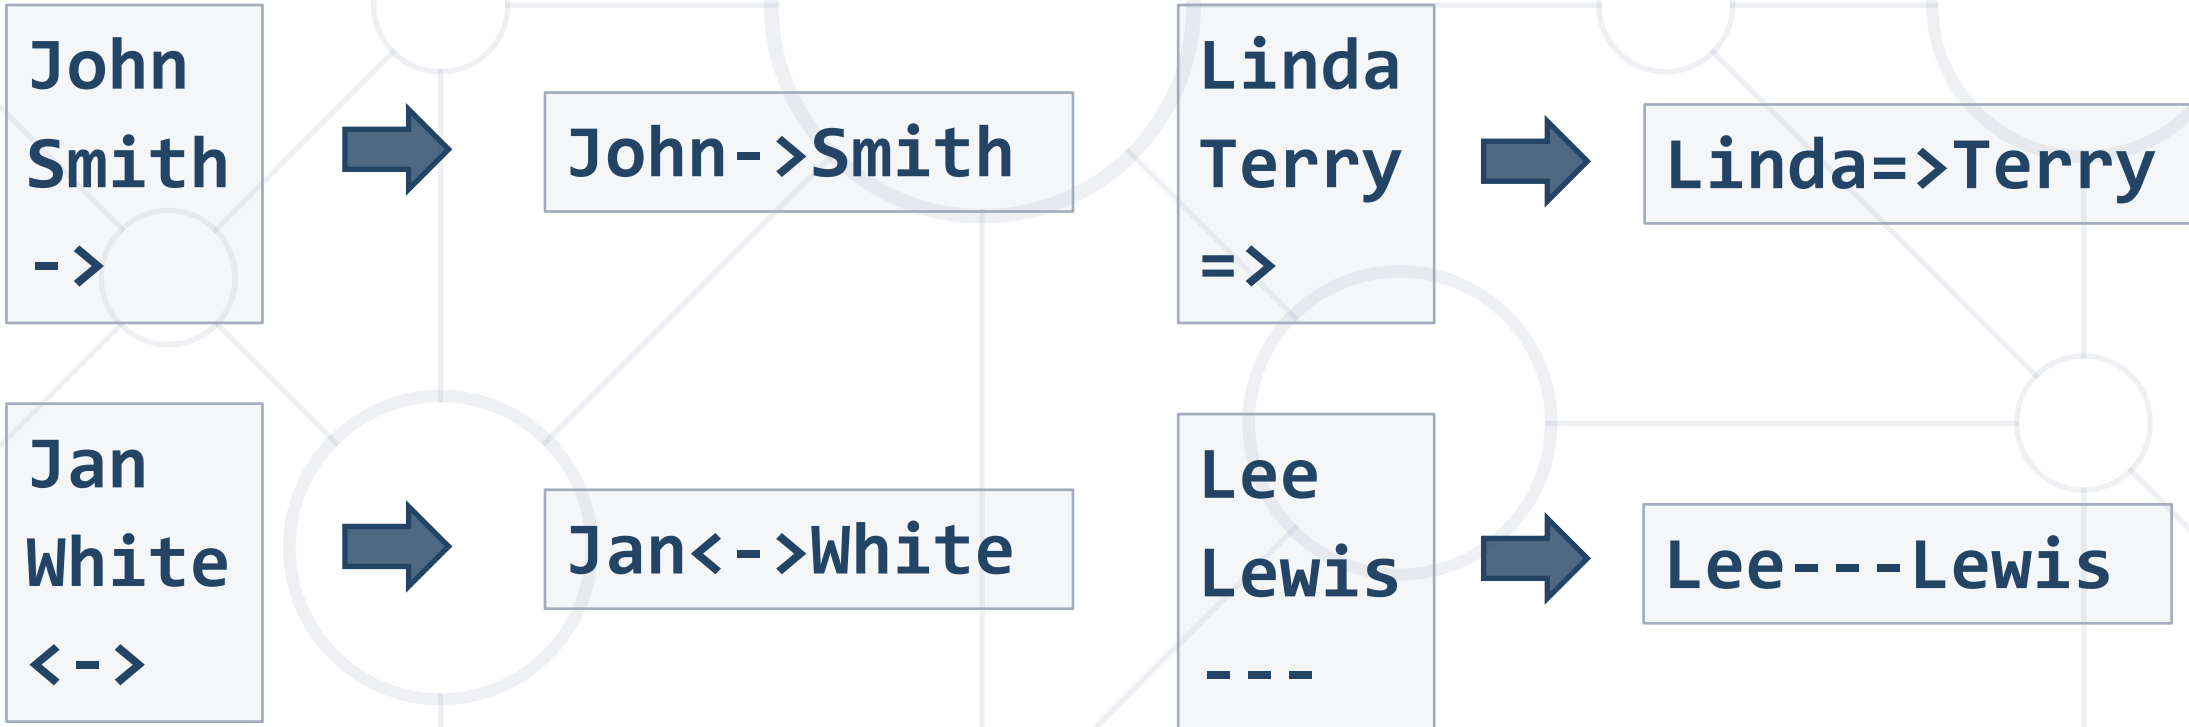 John
Smith
->
John->Smith
Linda
Terry
=>
Linda=>Terry
Jan
White
<->
Jan<->White
Lee
Lewis
---
Lee---Lewis